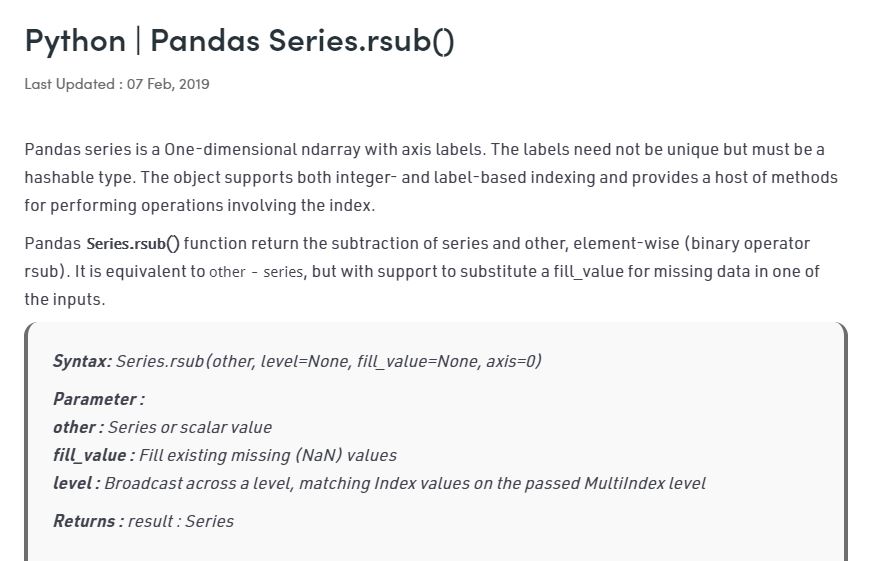 Python | Pandas Series.rsub()
Last Updated : 07 Feb, 2019
Pandas series is a One-dimensional ndarray with axis labels. The labels need not be unique but must be a
hashable type. The object supports both integer- and label-based indexing and provides a host of methods
for performing operations involving the index.
Pandas Series.rsub() function return the subtraction of series and other, element-wise (binary operator
rsub). It is equivalent to other - series, but with support to substitute a fill_value for missing data in one of
the inputs.
Syntax: Series.rsub(other, level=None, fill_value=None, axis=0)
Parameter :
other : Series or scalar value
fill_value : Fill existing missing (NaN) values
level : Broadcast across a level, matching Index values on the passed MultiIndex level
Returns : result : Series